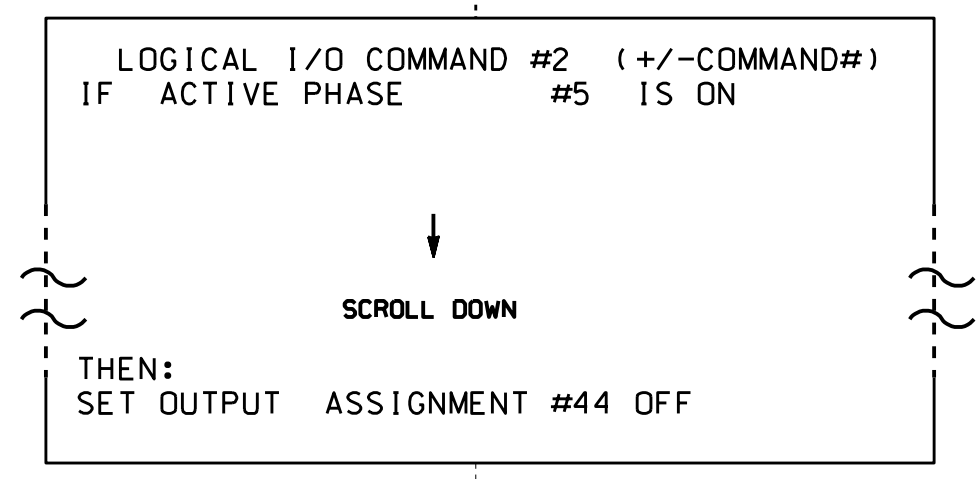 LOGICAL I/O COMMAND #2 (+/-COMMAND#)
IF ACTIVE PHASE #5 IS ON
SCROLL DOWN
THEN:
SET OUTPUT ASSIGNMENT #44 OFF